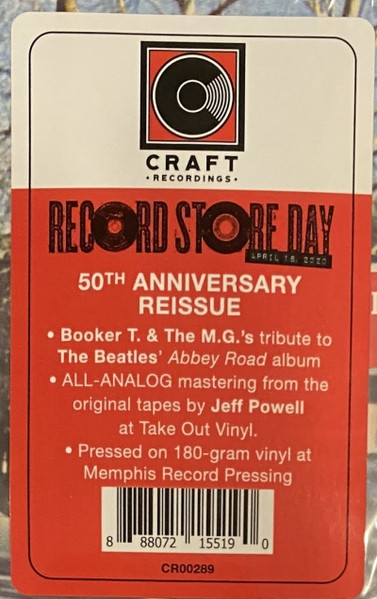 CRAFT
• RECORDINGS •
RECORD STORE DAY
APRIL 18, 2020
50TH ANNIVERSARY
REISSUE
• Booker T. & The M.G.'s tribute to
The Beatles' Abbey Road album
• ALL-ANALOG mastering from the
original tapes by Jeff Powell
at Take Out Vinyl.
• Pressed on 180-gram vinyl at
Memphis Record Pressing
8 88072 15519 0
CR00289